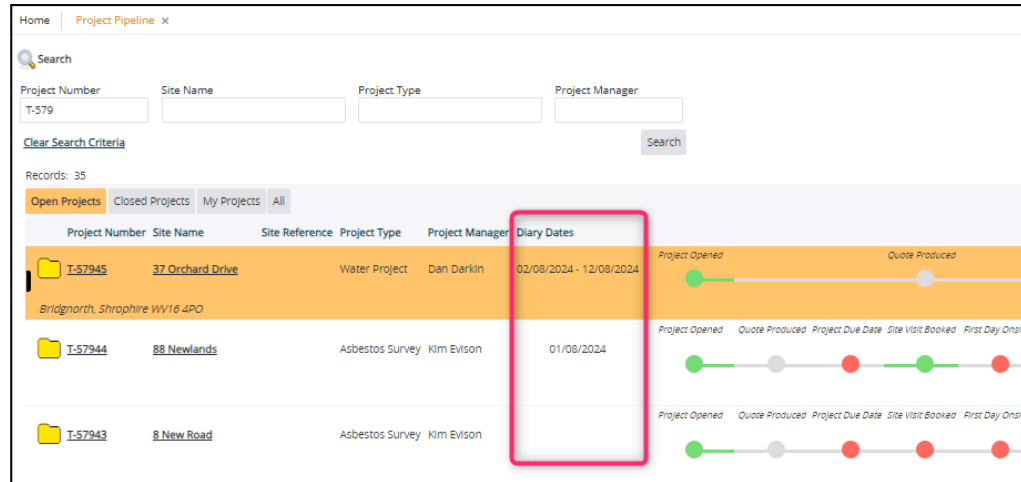 Home Project Pipeline ×
Search
Project Number Site Name Project Type Project Manager
T-579
Clear Search Criteria Search
Records: 35
Open Projects Closed Projects My Projects All
Project Number Site Name Site Reference Project Type Project Manager Diary Dates
Project Opened Quote Produced
T-57945 37 Orchard Drive Water Project Dan Darkin 02/08/2024 - 12/08/2024
Bridgnorth, Shrophire WV16 4PO
Project Opened Quote Produced Project Due Date Site Visit Booked First Day Onsi
T-57944 88 Newlands Asbestos Survey Kim Evison 01/08/2024
Project Opened Quote Produced Project Due Date Site Visit Booked First Day Onsi
T-57943 8 New Road Asbestos Survey Kim Evison